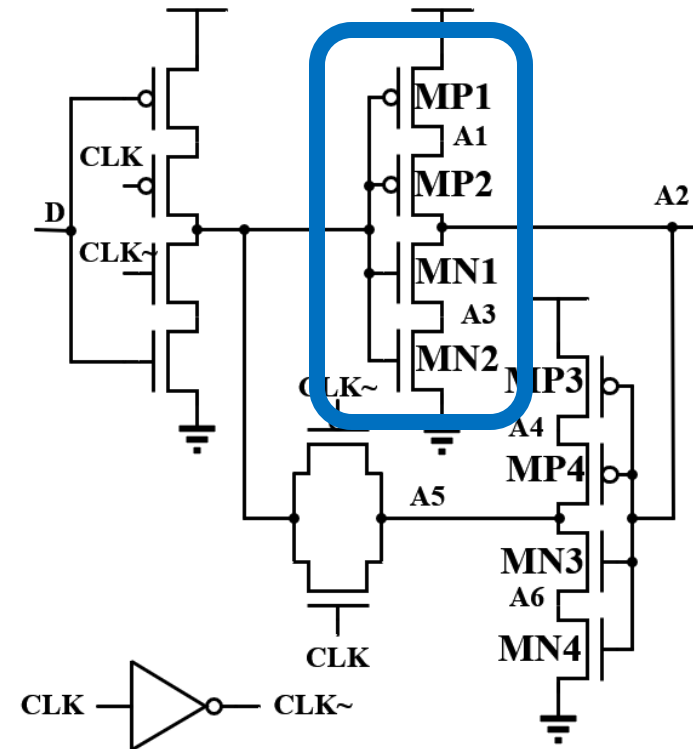 MP1
A1
CLK
MP2
D
A2
CLK~
MN1
A3
MN2
CLK~
MP3
A4
MP4
A5
MN3
A6
MN4
CLK
CLK
CLK~